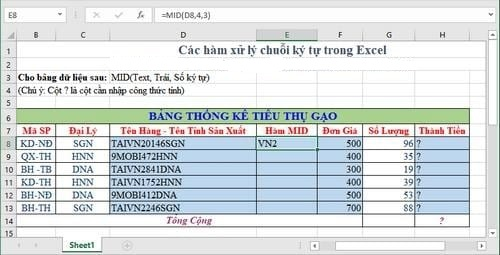 E8 =MID(D8,4,3)
B C D E F G H
1 Các hàm xử lý chuỗi ký tự trong Excel
2
3 Cho bảng dữ liệu sau: MID(Text, Trái, Số ký tự)
4 (Chú ý: Cột ? là cột cần nhập công thức tính)
5
6 BẢNG THỐNG KÊ TIÊU THỤ GẠO
7 Mã SP Đại Lý Tên Hàng - Tên Tỉnh Sản Xuất Hàm MID Đơn Giá Số Lượng Thành Tiền
8 KD-NĐ SGN TAIVN20146SGN VN2 500 96 ?
9 QX-TH HNN 9MOBI472HNN 400 35 ?
10 BH -TB DNA TAIVN2841DNA 300 19 ?
11 KD-TH HNN TAIVN1752HNN 400 39 ?
12 BH-NĐ DNA 9MOBI412DNA 500 53 ?
13 BH-TH SGN TAIVN2246SGN 700 88 ?
14 Tổng Cộng ?
15
Sheet1